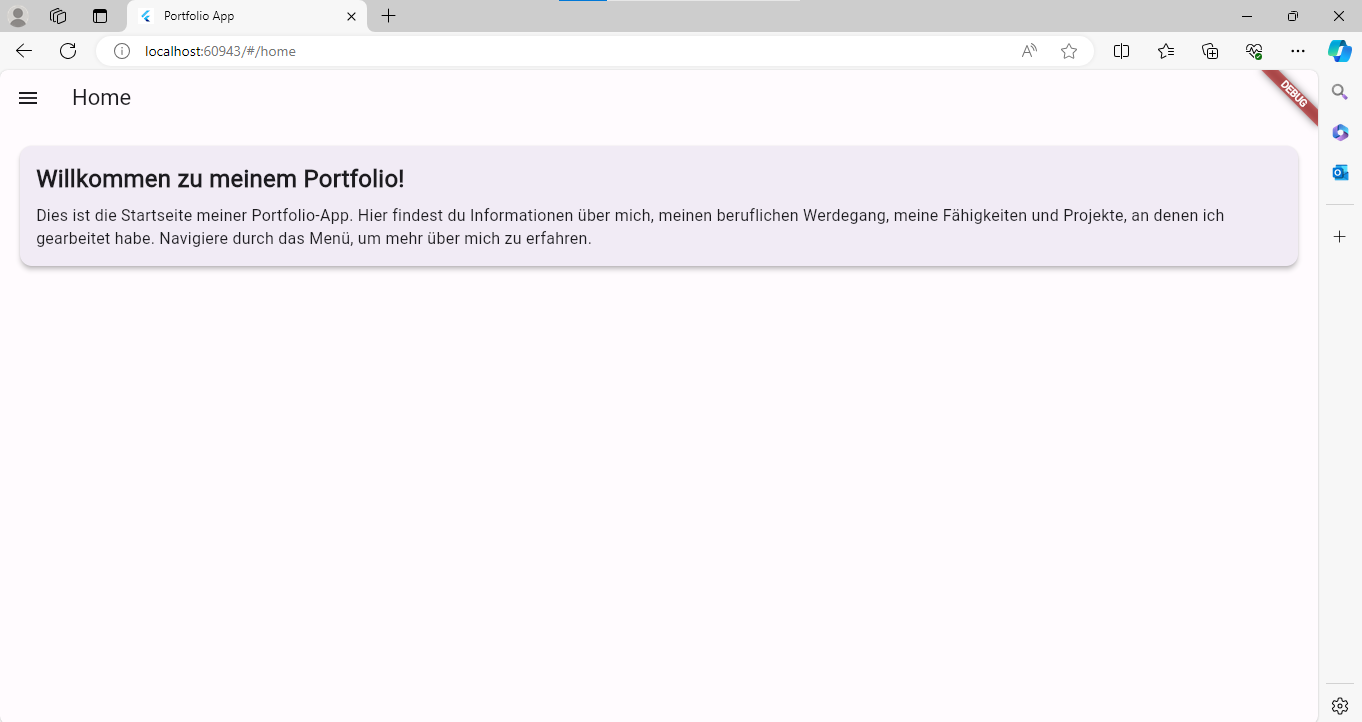 Portfolio App
localhost:60943/#/home
Home
DEBUG
Willkommen zu meinem Portfolio!
Dies ist die Startseite meiner Portfolio-App. Hier findest du Informationen über mich, meinen beruflichen Werdegang, meine Fähigkeiten und Projekte, an denen ich
gearbeitet habe. Navigiere durch das Menü, um mehr über mich zu erfahren.